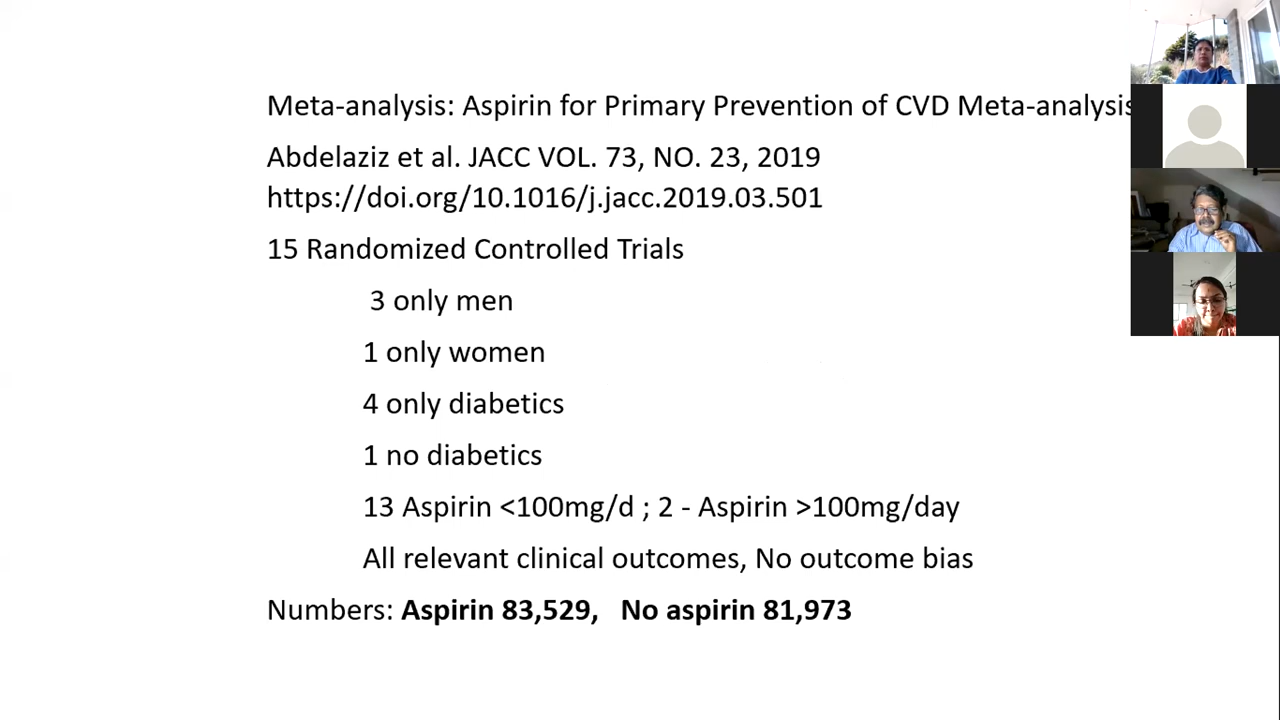 Meta-analysis: Aspirin for Primary Prevention of CVD Meta-analysis
Abdelaziz et al. JACC VOL. 73, NO. 23, 2019
https://doi.org/10.1016/j.jacc.2019.03.501
15 Randomized Controlled Trials
3 only men
1 only women
4 only diabetics
1 no diabetics
13 Aspirin <100mg/d ; 2 - Aspirin >100mg/day
All relevant clinical outcomes, No outcome bias
Numbers: Aspirin 83,529, No aspirin 81,973